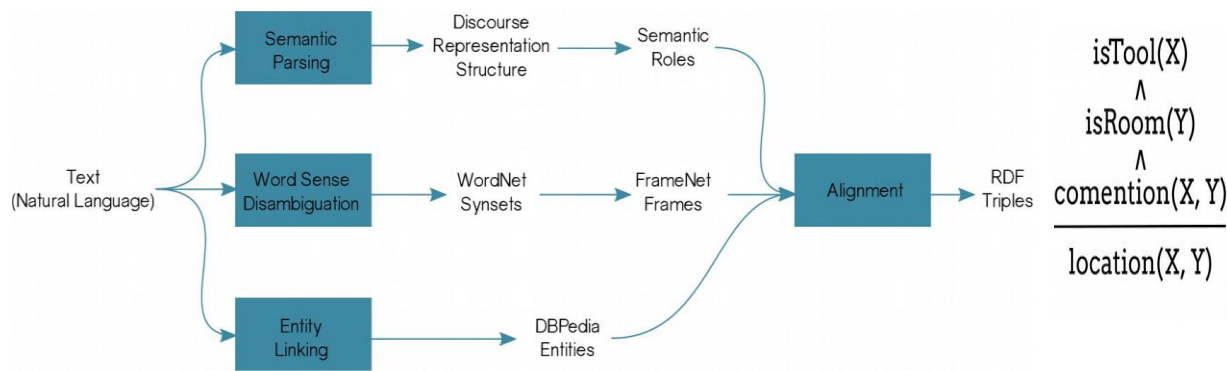 Text
(Natural Language)
Semantic
Parsing
Discourse
Representation
Structure
Semantic
Roles
Word Sense
Disambiguation
WordNet
Synsets
FrameNet
Frames
Entity
Linking
DBPedia
Entities
Alignment
RDF
Triples
isTool(X)
∧
isRoom(Y)
∧
comention(X, Y)
location(X, Y)